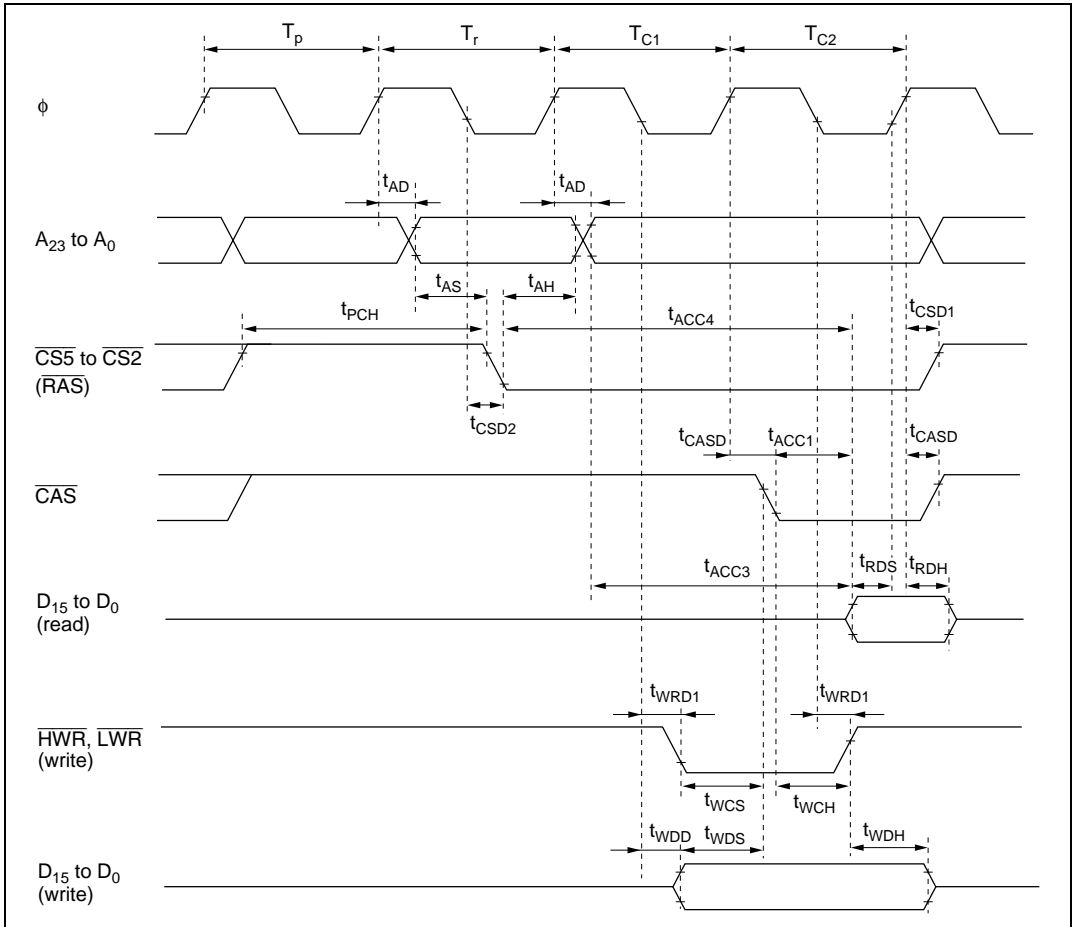 Tp Tr TC1 TC2
ϕ
tAD tAD
A23 to A0
tAS tAH
tPCH tACC4 tCSD1
CS5 to CS2
(RAS)
tCSD2
tCASD tACC1 tCASD
CAS
tACC3 tRDS tRDH
D15 to D0
(read)
tWRD1 tWRD1
HWR, LWR
(write)
tWCS tWCH
tWDD tWDS tWDH
D15 to D0
(write)